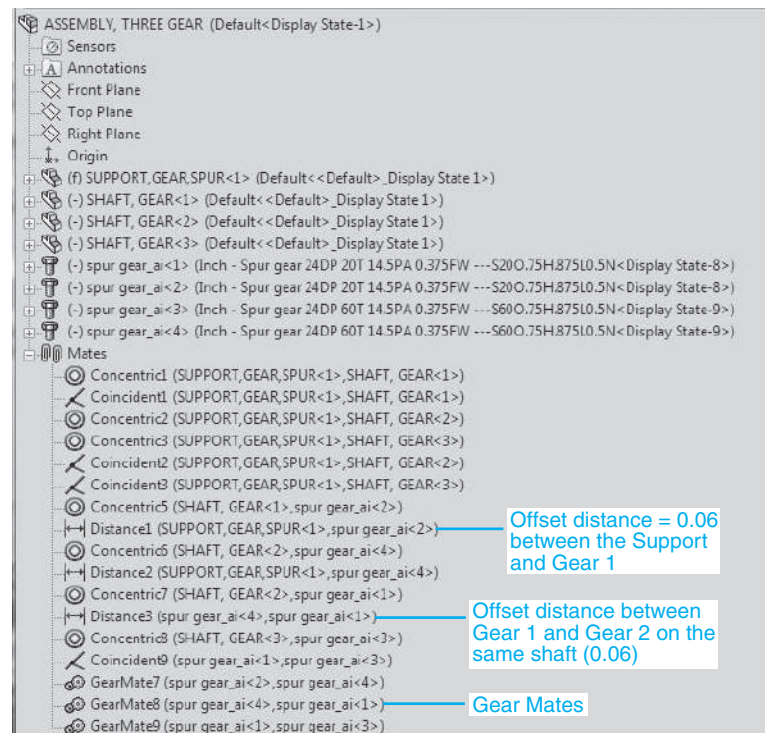 ASSEMBLY, THREE GEAR (Default<Display State-1>)
Sensors
A Annotations
Front Plane
Top Plane
Right Plane
Origin
(f) SUPPORT,GEAR,SPUR<1> (Default<<Default>_Display State 1>)
(-) SHAFT, GEAR<1> (Default<<Default>_Display State 1>)
(-) SHAFT, GEAR<2> (Default<<Default>_Display State 1>)
(-) SHAFT, GEAR<3> (Default<<Default>_Display State 1>)
(-) spur gear_ai<1> (Inch - Spur gear 24DP 20T 14.5PA 0.375FW ---S20O.75H.875L0.5N<Display State-8>)
(-) spur gear_ai<2> (Inch - Spur gear 24DP 20T 14.5PA 0.375FW ---S20O.75H.875L0.5N<Display State-8>)
(-) spur gear_ai<3> (Inch - Spur gear 24DP 60T 14.5PA 0.375FW ---S60O.75H.875L0.5N<Display State-9>)
(-) spur gear_ai<4> (Inch - Spur gear 24DP 60T 14.5PA 0.375FW ---S60O.75H.875L0.5N<Display State-9>)
Mates
Concentric1 (SUPPORT,GEAR,SPUR<1>,SHAFT, GEAR<1>)
Coincident1 (SUPPORT,GEAR,SPUR<1>,SHAFT, GEAR<1>)
Concentric2 (SUPPORT,GEAR,SPUR<1>,SHAFT, GEAR<2>)
Concentric3 (SUPPORT,GEAR,SPUR<1>,SHAFT, GEAR<3>)
Coincident2 (SUPPORT,GEAR,SPUR<1>,SHAFT, GEAR<2>)
Coincident3 (SUPPORT,GEAR,SPUR<1>,SHAFT, GEAR<3>)
Concentric5 (SHAFT, GEAR<1>,spur gear_ai<2>)
Distance1 (SUPPORT,GEAR,SPUR<1>,spur gear_ai<2>)
Offset distance = 0.06
between the Support
and Gear 1
Concentric6 (SHAFT, GEAR<2>,spur gear_ai<4>)
Distance2 (SUPPORT,GEAR,SPUR<1>,spur gear_ai<4>)
Concentric7 (SHAFT, GEAR<2>,spur gear_ai<1>)
Distance3 (spur gear_ai<4>,spur gear_ai<1>)
Offset distance between
Gear 1 and Gear 2 on the
same shaft (0.06)
Concentric8 (SHAFT, GEAR<3>,spur gear_ai<3>)
Coincident9 (spur gear_ai<1>,spur gear_ai<3>)
GearMate7 (spur gear_ai<2>,spur gear_ai<4>)
GearMate8 (spur gear_ai<4>,spur gear_ai<1>)
Gear Mates
GearMate9 (spur gear_ai<1>,spur gear_ai<3>)